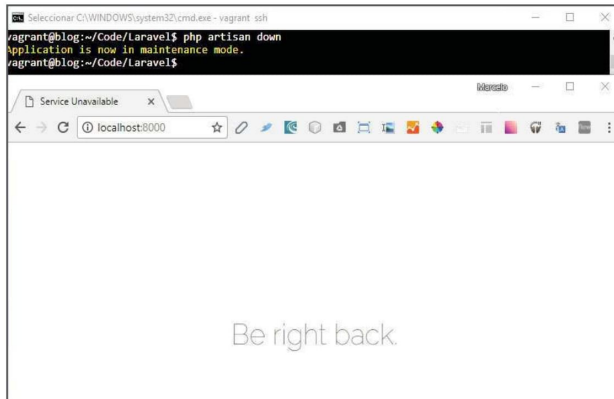 Seleccionar C:\WINDOWS\system32\cmd.exe - vagrant ssh
vagrant@blog:~/Code/Laravel$ php artisan down
Application is now in maintenance mode.
vagrant@blog:~/Code/Laravel$
Marcelo
Service Unavailable
localhost:8000
Be right back.